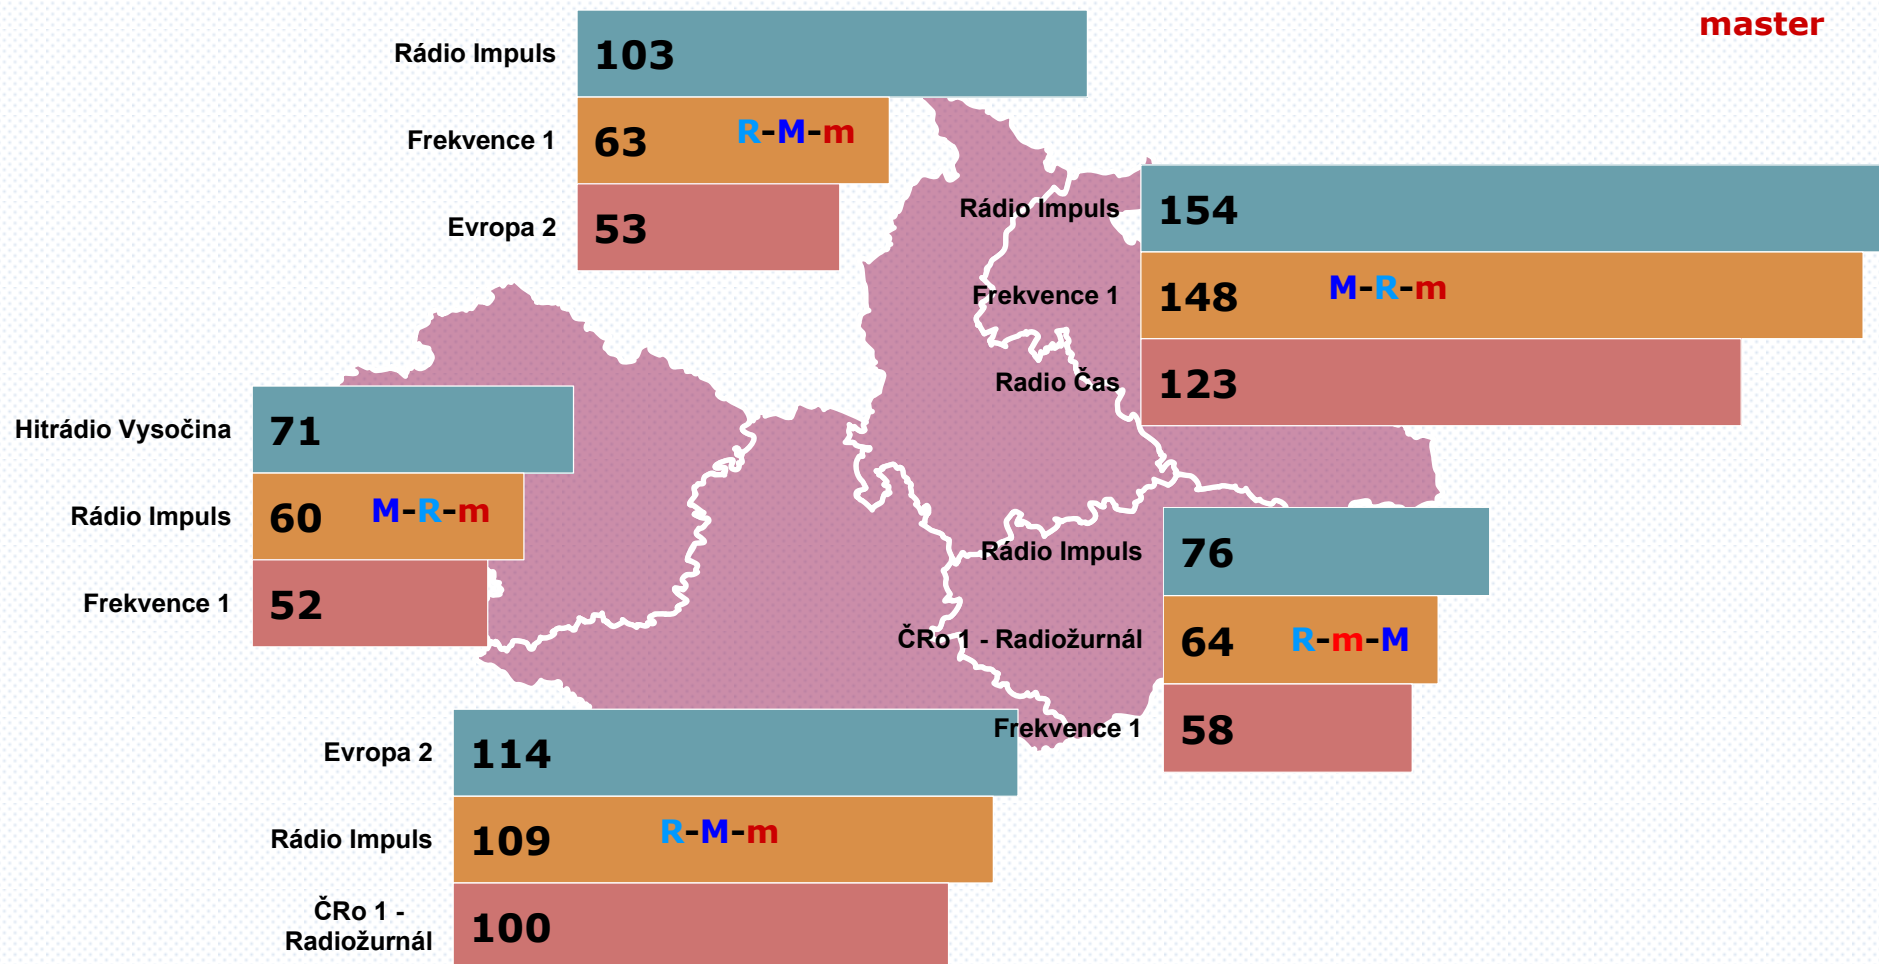 master
Rádio Impuls 103
Frekvence 1 63 R-M-m
Evropa 2 53
Rádio Impuls 154
Frekvence 1 148 M-R-m
Radio Čas 123
Hitrádio Vysočina 71
Rádio Impuls 60 M-R-m
Frekvence 1 52
Rádio Impuls 76
ČRo 1 - Radiožurnál 64 R-m-M
Frekvence 1 58
Evropa 2 114
Rádio Impuls 109 R-M-m
ČRo 1 -
Radiožurnál 100